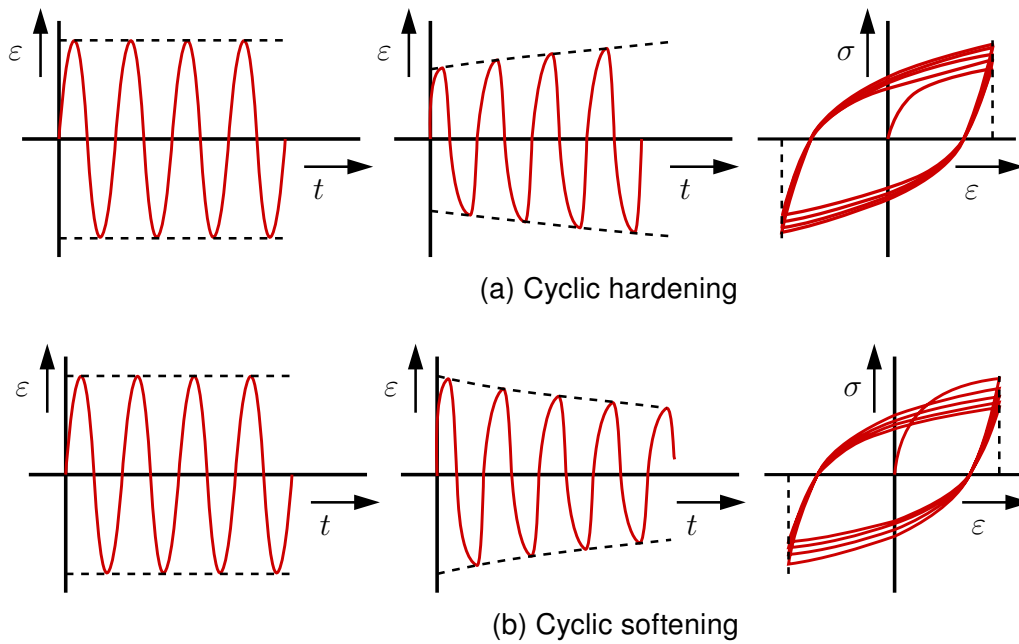 ε
t
ε
t
σ
ε
(a) Cyclic hardening
ε
t
ε
t
σ
ε
(b) Cyclic softening